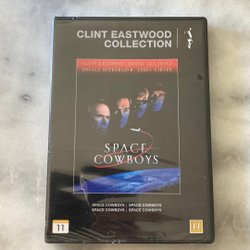 CLINT EASTWOOD
COLLECTION
CLINT EASTWOOD TOMMY LEE JONES
DONALD SUTHERLAND JAMES GARNER
SPACE
COWBOYS
SPACE COWBOYS | SPACE COWBOYS
SPACE COWBOYS | SPACE COWBOYS
11
11